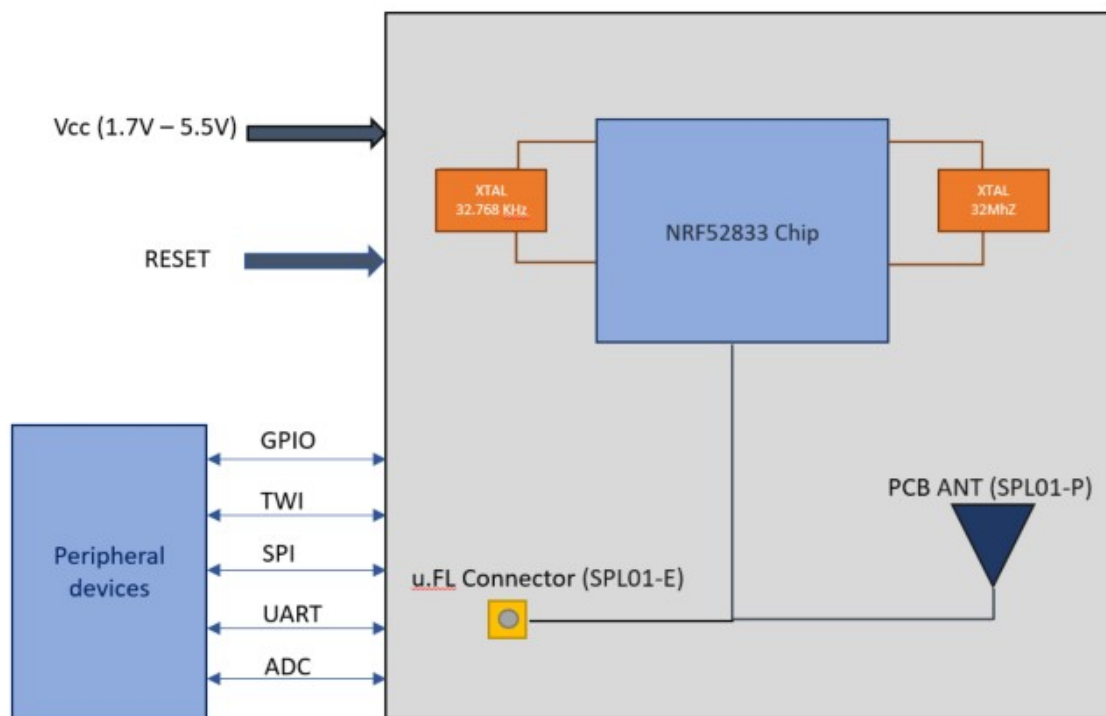 Vcc (1.7V – 5.5V)
XTAL
32.768 KHz
NRF52833 Chip
XTAL
32MhZ
RESET
GPIO
TWI
SPI
UART
ADC
Peripheral
devices
PCB ANT (SPL01-P)
u.FL Connector (SPL01-E)